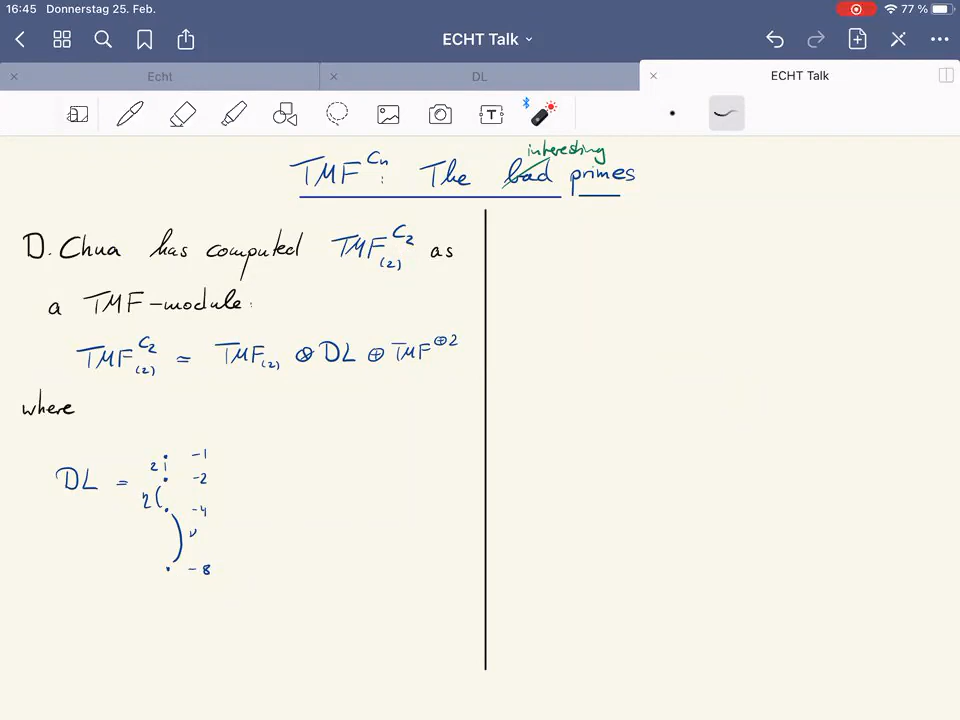 16:45 Donnerstag 25. Feb.
77 %
ECHT Talk
Echt
DL
ECHT Talk
interesting
TMF^{C_n}: The bad primes
D. Chua has computed TMF_{(2)}^{C_2} as
a TMF-module:
TMF_{(2)}^{C_2} ≃ TMF_{(2)} ⊗ DL ⊕ TMF^{⊕2}
where
2 -1
DL = -2
-4
ν
-8